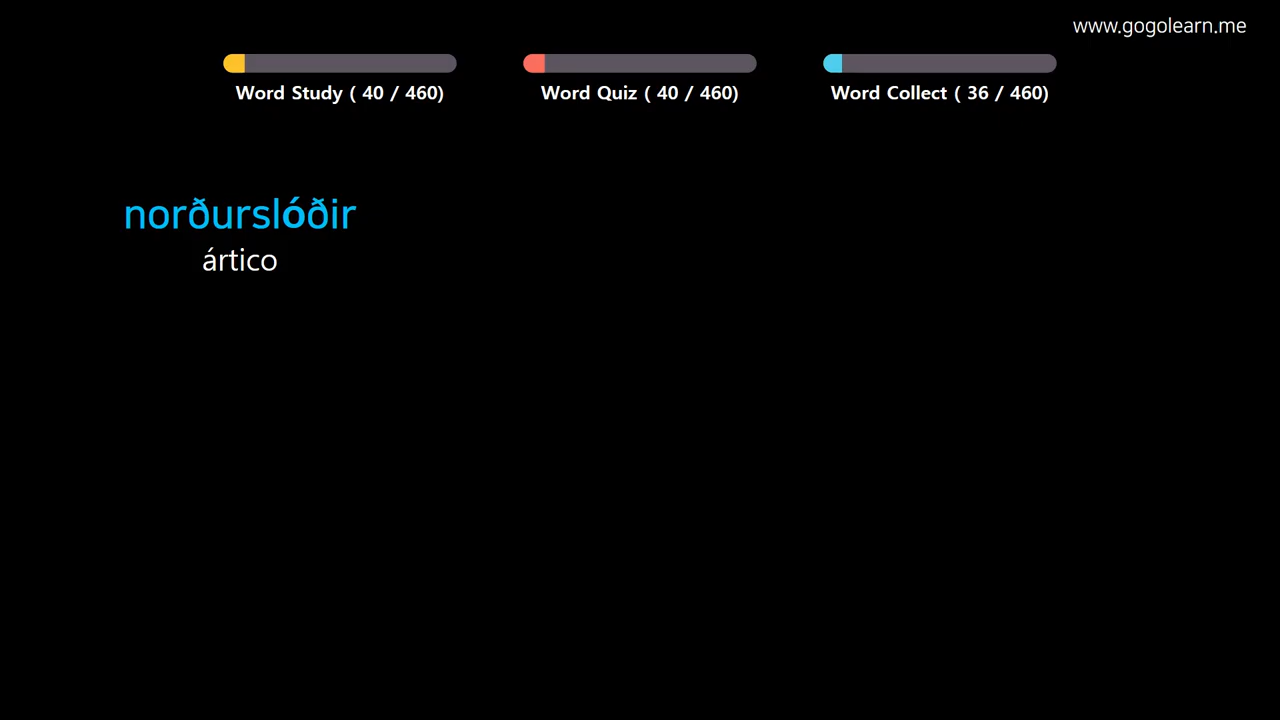 www.gogolearn.me
Word Study ( 40 / 460)
Word Quiz ( 40 / 460)
Word Collect ( 36 / 460)
norðurslóðir
ártico